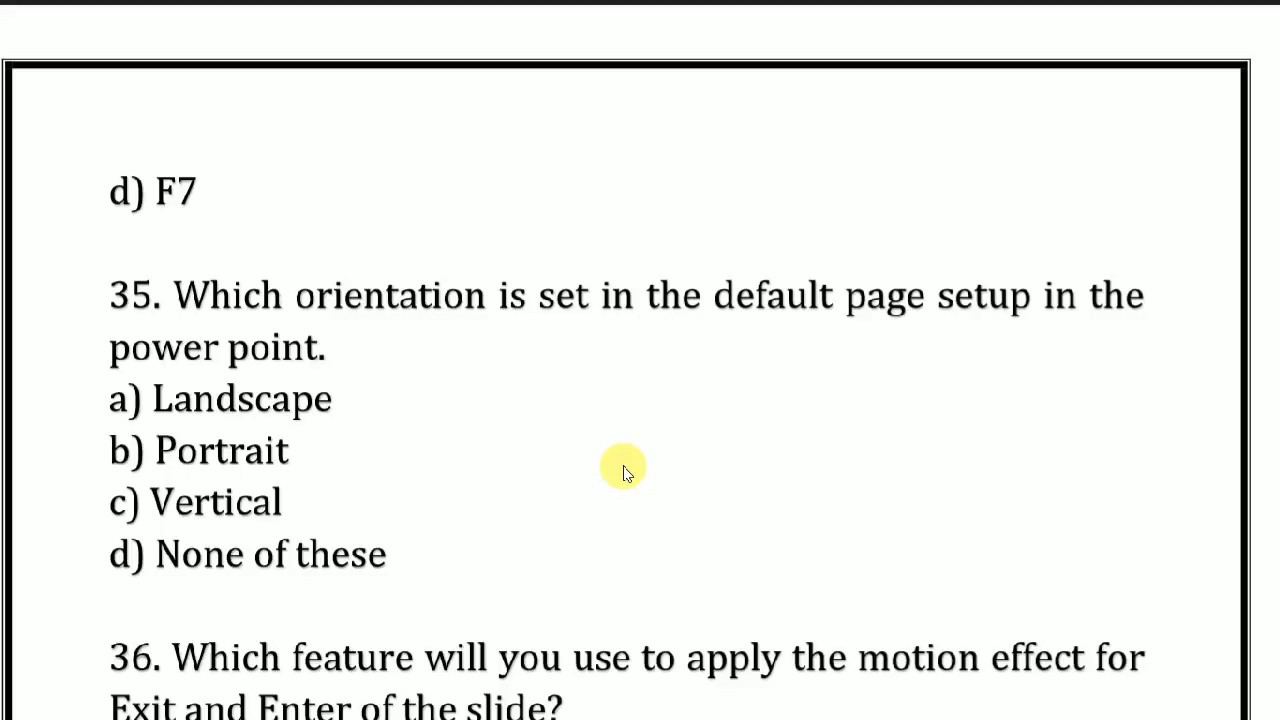 d) F7
35. Which orientation is set in the default page setup in the
power point.
a) Landscape
b) Portrait
c) Vertical
d) None of these
36. Which feature will you use to apply the motion effect for
Exit and Enter of the slide?